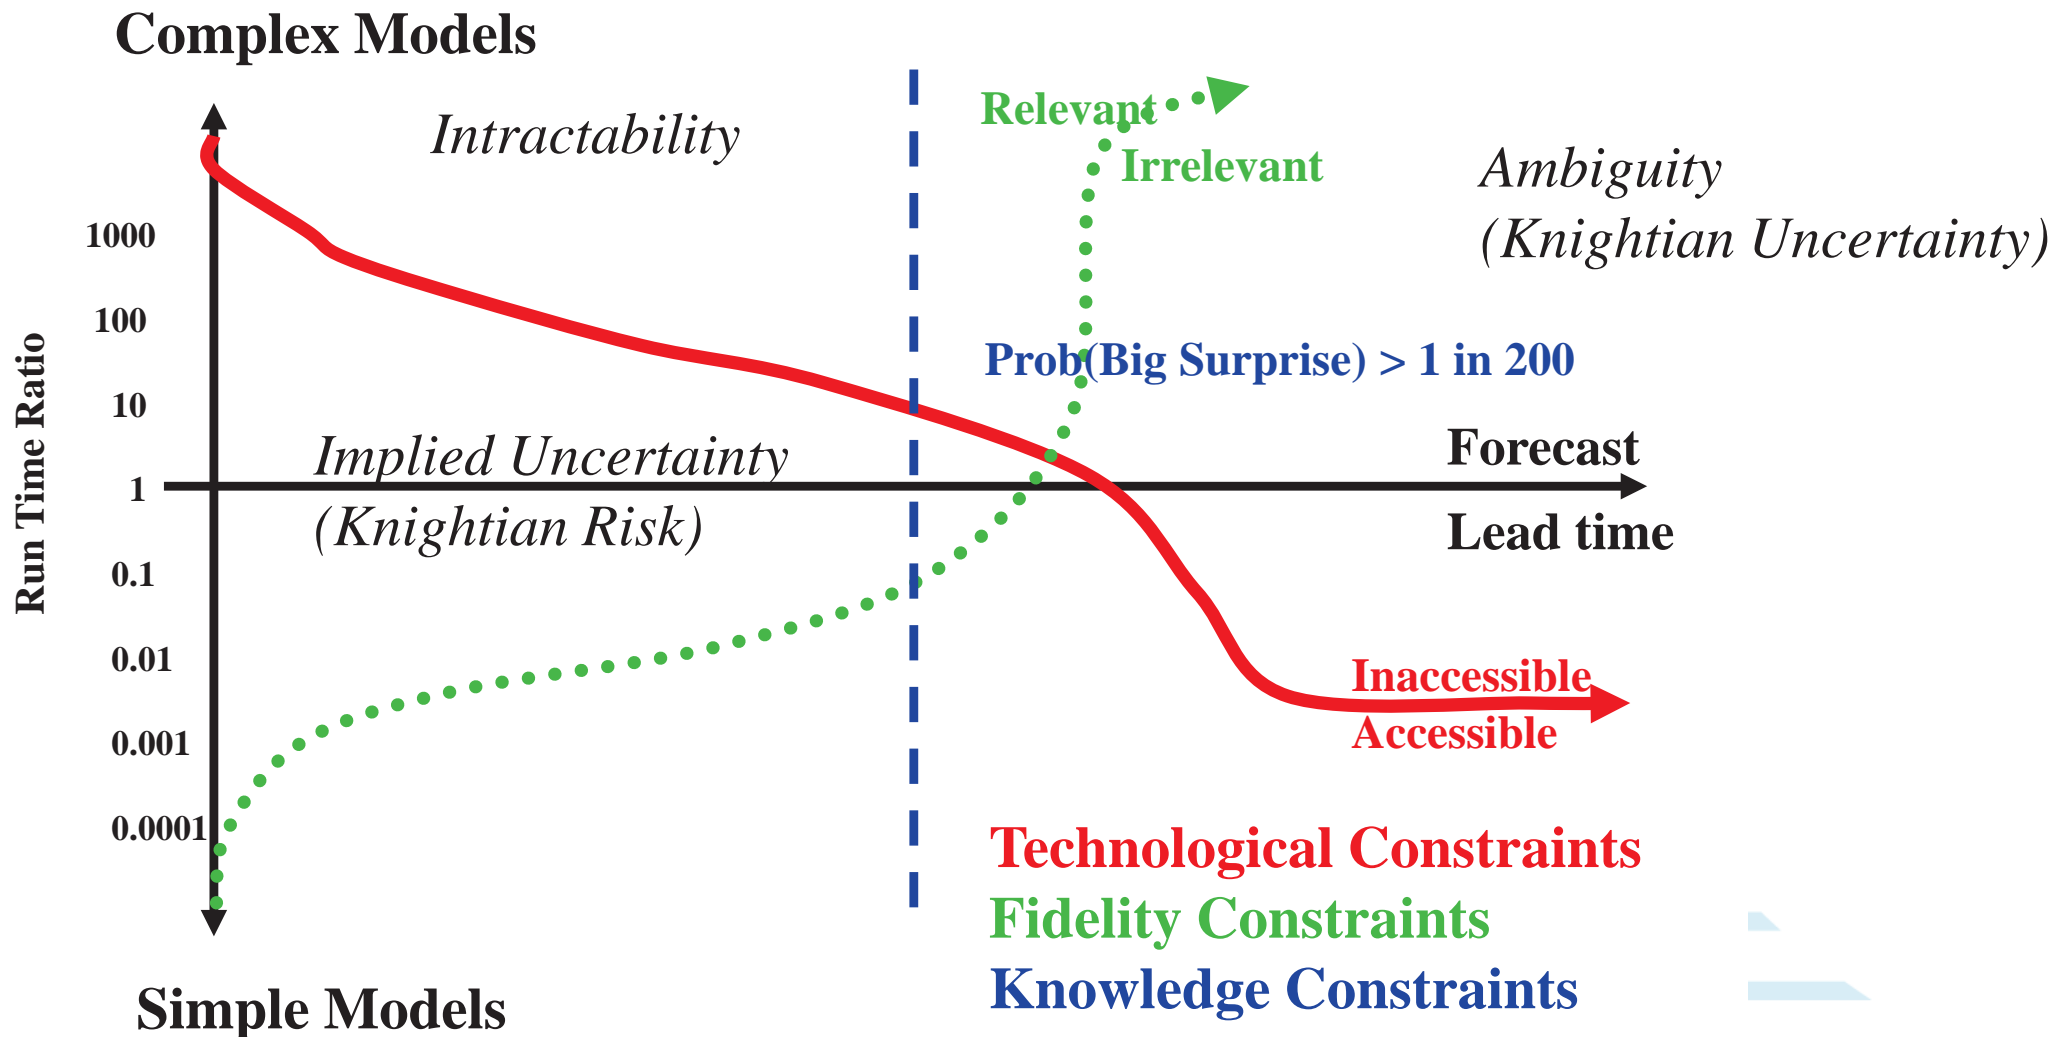 Complex Models
Intractability
Relevant
Irrelevant
Ambiguity
(Knightian Uncertainty)
Run Time Ratio
1000
100
10
1
0.1
0.01
0.001
0.0001
Prob(Big Surprise) > 1 in 200
Implied Uncertainty
(Knightian Risk)
Forecast
Lead time
Inaccessible
Accessible
Technological Constraints
Fidelity Constraints
Knowledge Constraints
Simple Models